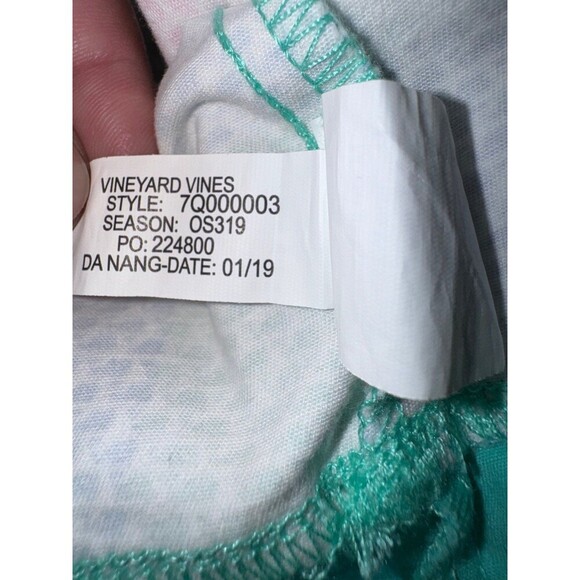 VINEYARD VINES
STYLE: 7Q000003
SEASON: OS319
PO: 224800
DA NANG-DATE: 01/19